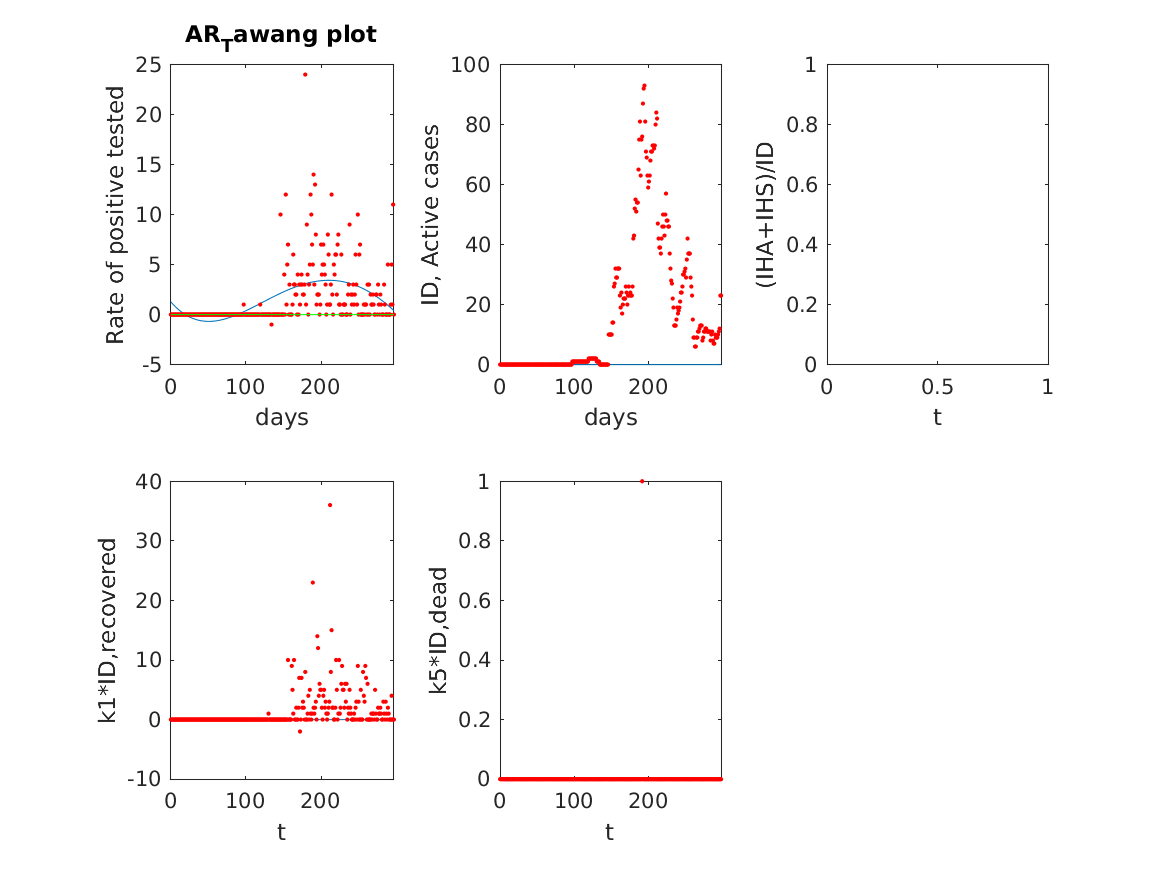 AR_Tawang plot
25
20
15
10
5
0
-5
Rate of positive tested
0 100 200
days
100
80
60
40
20
0
ID, Active cases
0 100 200
days
1
0.8
0.6
0.4
0.2
0
(IHA+IHS)/ID
0 0.5 1
t
40
30
20
10
0
-10
k1*ID,recovered
0 100 200
t
1
0.8
0.6
0.4
0.2
0
k5*ID,dead
0 100 200
t